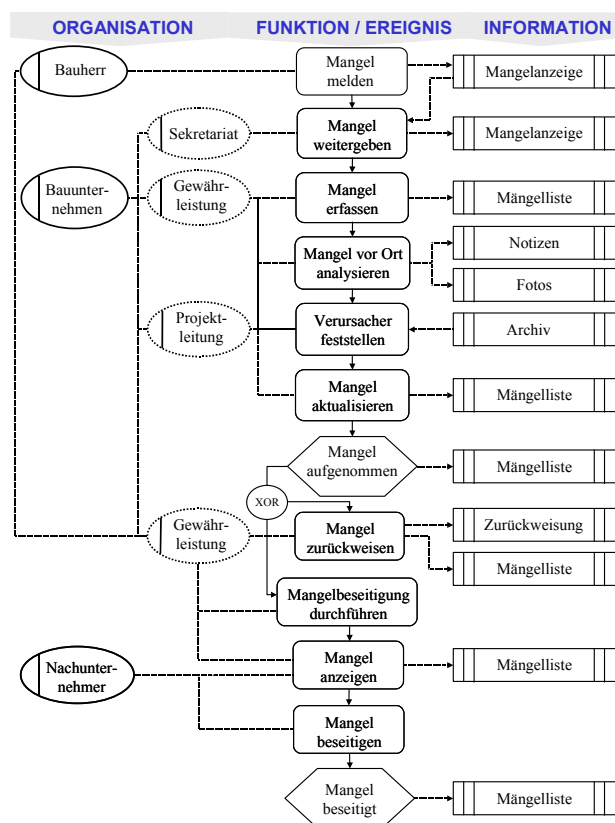 ORGANISATION
FUNKTION / EREIGNIS
INFORMATION
Bauherr
Mangel
melden
Mangelanzeige
Sekretariat
Mangel
weitergeben
Mangelanzeige
Bauunter-
nehmen
Gewähr-
leistung
Mangel
erfassen
Mängelliste
Mangel vor Ort
analysieren
Notizen
Fotos
Projekt-
leitung
Verursacher
feststellen
Archiv
Mangel
aktualisieren
Mängelliste
Mangel
aufgenommen
Mängelliste
XOR
Gewähr-
leistung
Mangel
zurückweisen
Zurückweisung
Mängelliste
Mangelbeseitigung
durchführen
Nachunter-
nehmer
Mangel
anzeigen
Mängelliste
Mangel
beseitigen
Mangel
beseitigt
Mängelliste